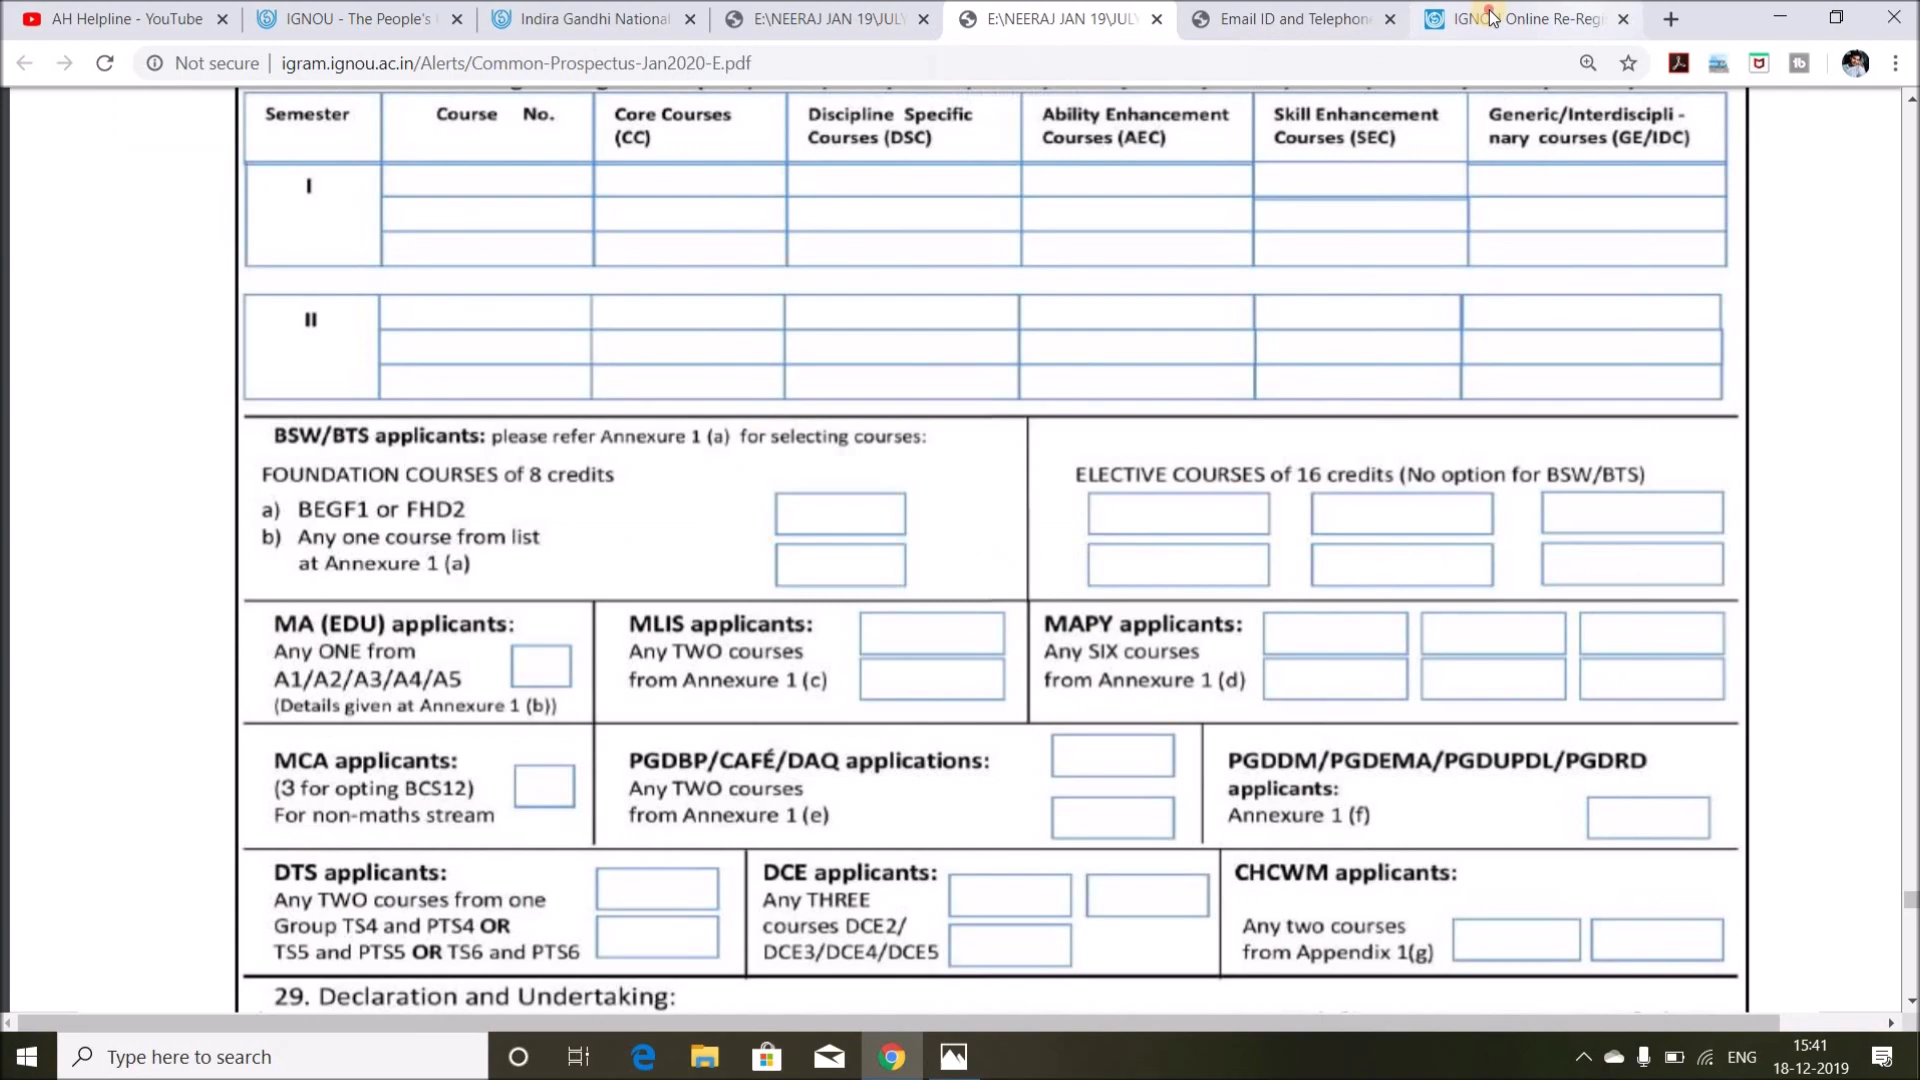 AH Helpline - YouTube
IGNOU - The People's
Indira Gandhi National
E:\NEERAJ JAN 19\JULY
E:\NEERAJ JAN 19\JULY
Email ID and Telephon
IGNOU Online Re-Regi
Not secure | igram.ignou.ac.in/Alerts/Common-Prospectus-Jan2020-E.pdf
Semester Course No. Core Courses (CC) Discipline Specific Courses (DSC) Ability Enhancement Courses (AEC) Skill Enhancement Courses (SEC) Generic/Interdiscipli - nary courses (GE/IDC)
I
II
BSW/BTS applicants: please refer Annexure 1 (a) for selecting courses:
FOUNDATION COURSES of 8 credits
a) BEGF1 or FHD2
b) Any one course from list
at Annexure 1 (a)
ELECTIVE COURSES of 16 credits (No option for BSW/BTS)
MA (EDU) applicants:
Any ONE from
A1/A2/A3/A4/A5
(Details given at Annexure 1 (b))
MLIS applicants:
Any TWO courses
from Annexure 1 (c)
MAPY applicants:
Any SIX courses
from Annexure 1 (d)
MCA applicants:
(3 for opting BCS12)
For non-maths stream
PGDBP/CAFÉ/DAQ applications:
Any TWO courses
from Annexure 1 (e)
PGDDM/PGDEMA/PGDUPDL/PGDRD
applicants:
Annexure 1 (f)
DTS applicants:
Any TWO courses from one
Group TS4 and PTS4 OR
TS5 and PTS5 OR TS6 and PTS6
DCE applicants:
Any THREE
courses DCE2/
DCE3/DCE4/DCE5
CHCWM applicants:
Any two courses
from Appendix 1(g)
29. Declaration and Undertaking:
Type here to search
ENG
15:41
18-12-2019